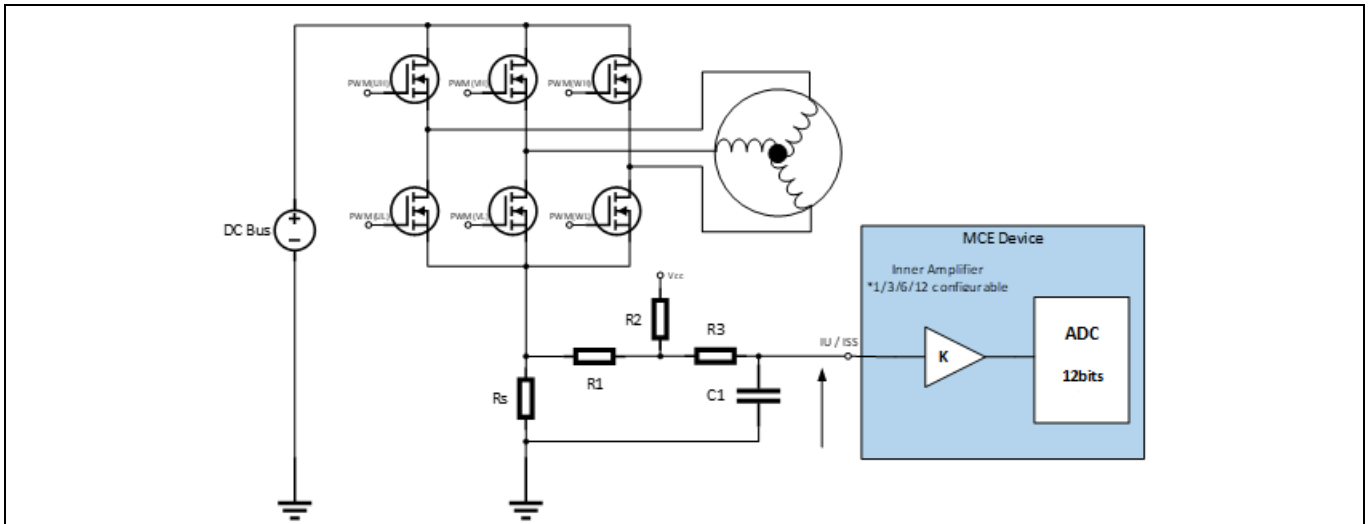 PWM(UH)
PWM(VH)
PWM(WH)
PWM(UL)
PWM(VL)
PWM(WL)
DC Bus
MCE Device
Inner Amplifier
*1/3/6/12 configurable
Vcc
R2
R3
IU / ISS
K
ADC
12bits
R1
Rs
C1